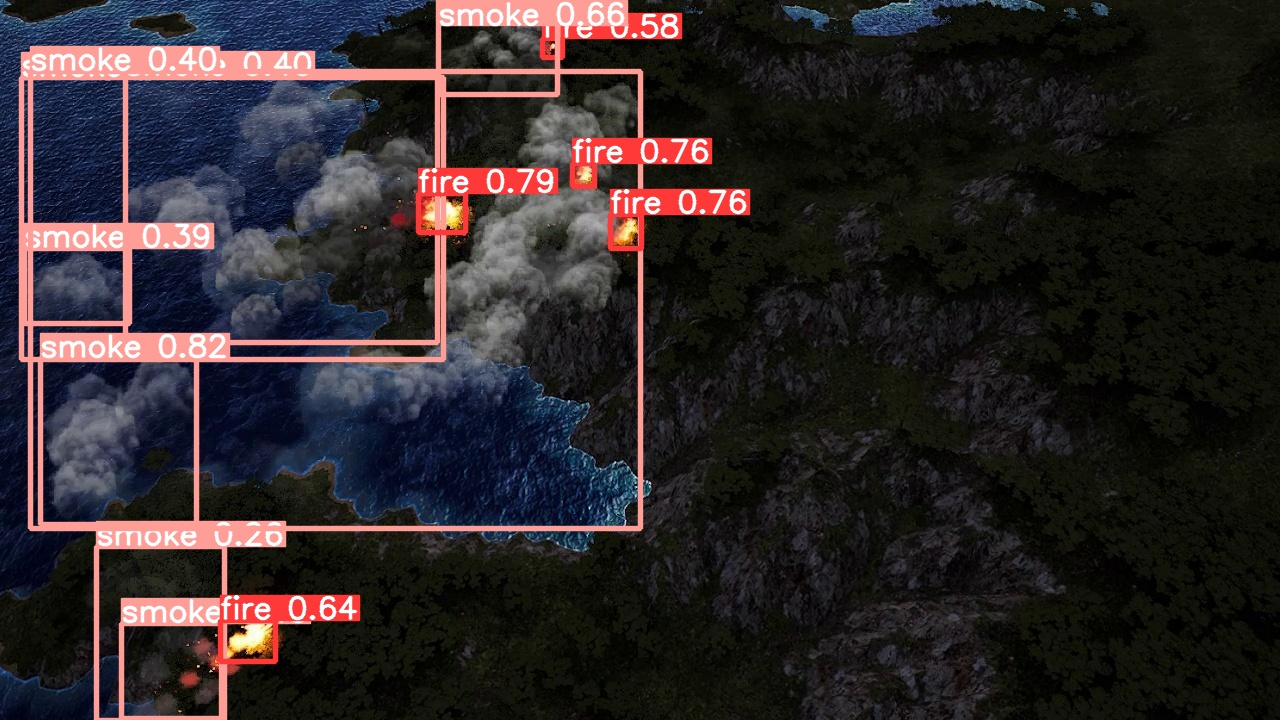 smoke 0.66
fire 0.58
smoke 0.40
0.40
fire 0.76
fire 0.79
fire 0.76
smoke 0.39
smoke 0.82
smoke 0.26
smoke
fire 0.64